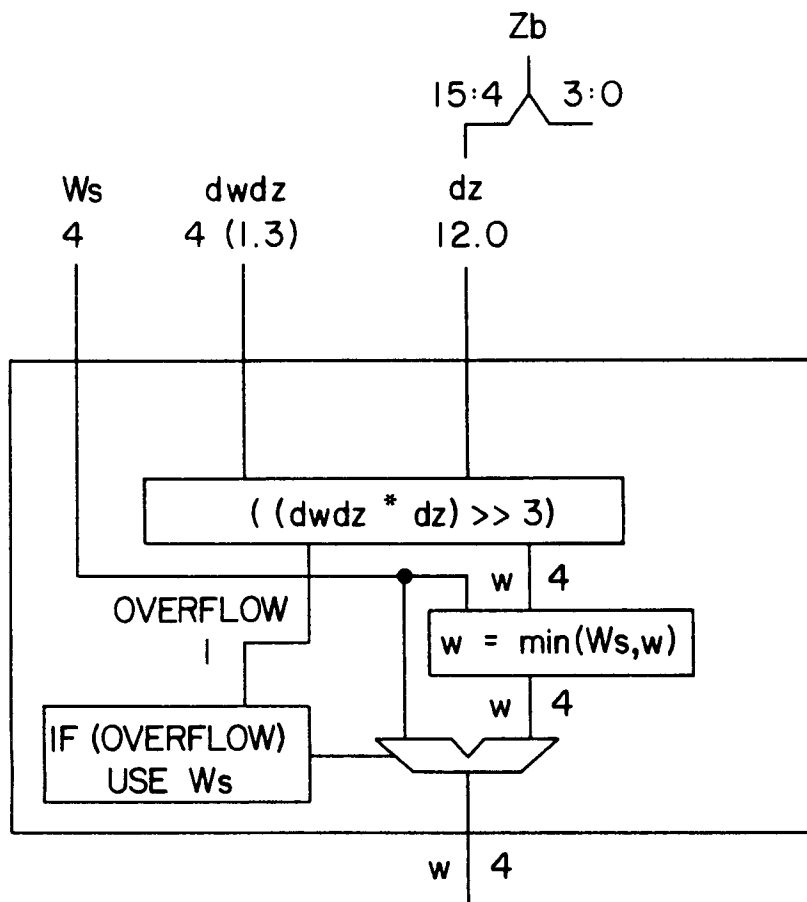 Zb
15:4 3:0
Ws dwdz dz
4 4 (1.3) 12.0
((dwdz * dz) >> 3)
w 4
OVERFLOW
1
w = min(Ws,w)
w 4
IF (OVERFLOW)
USE Ws
w 4